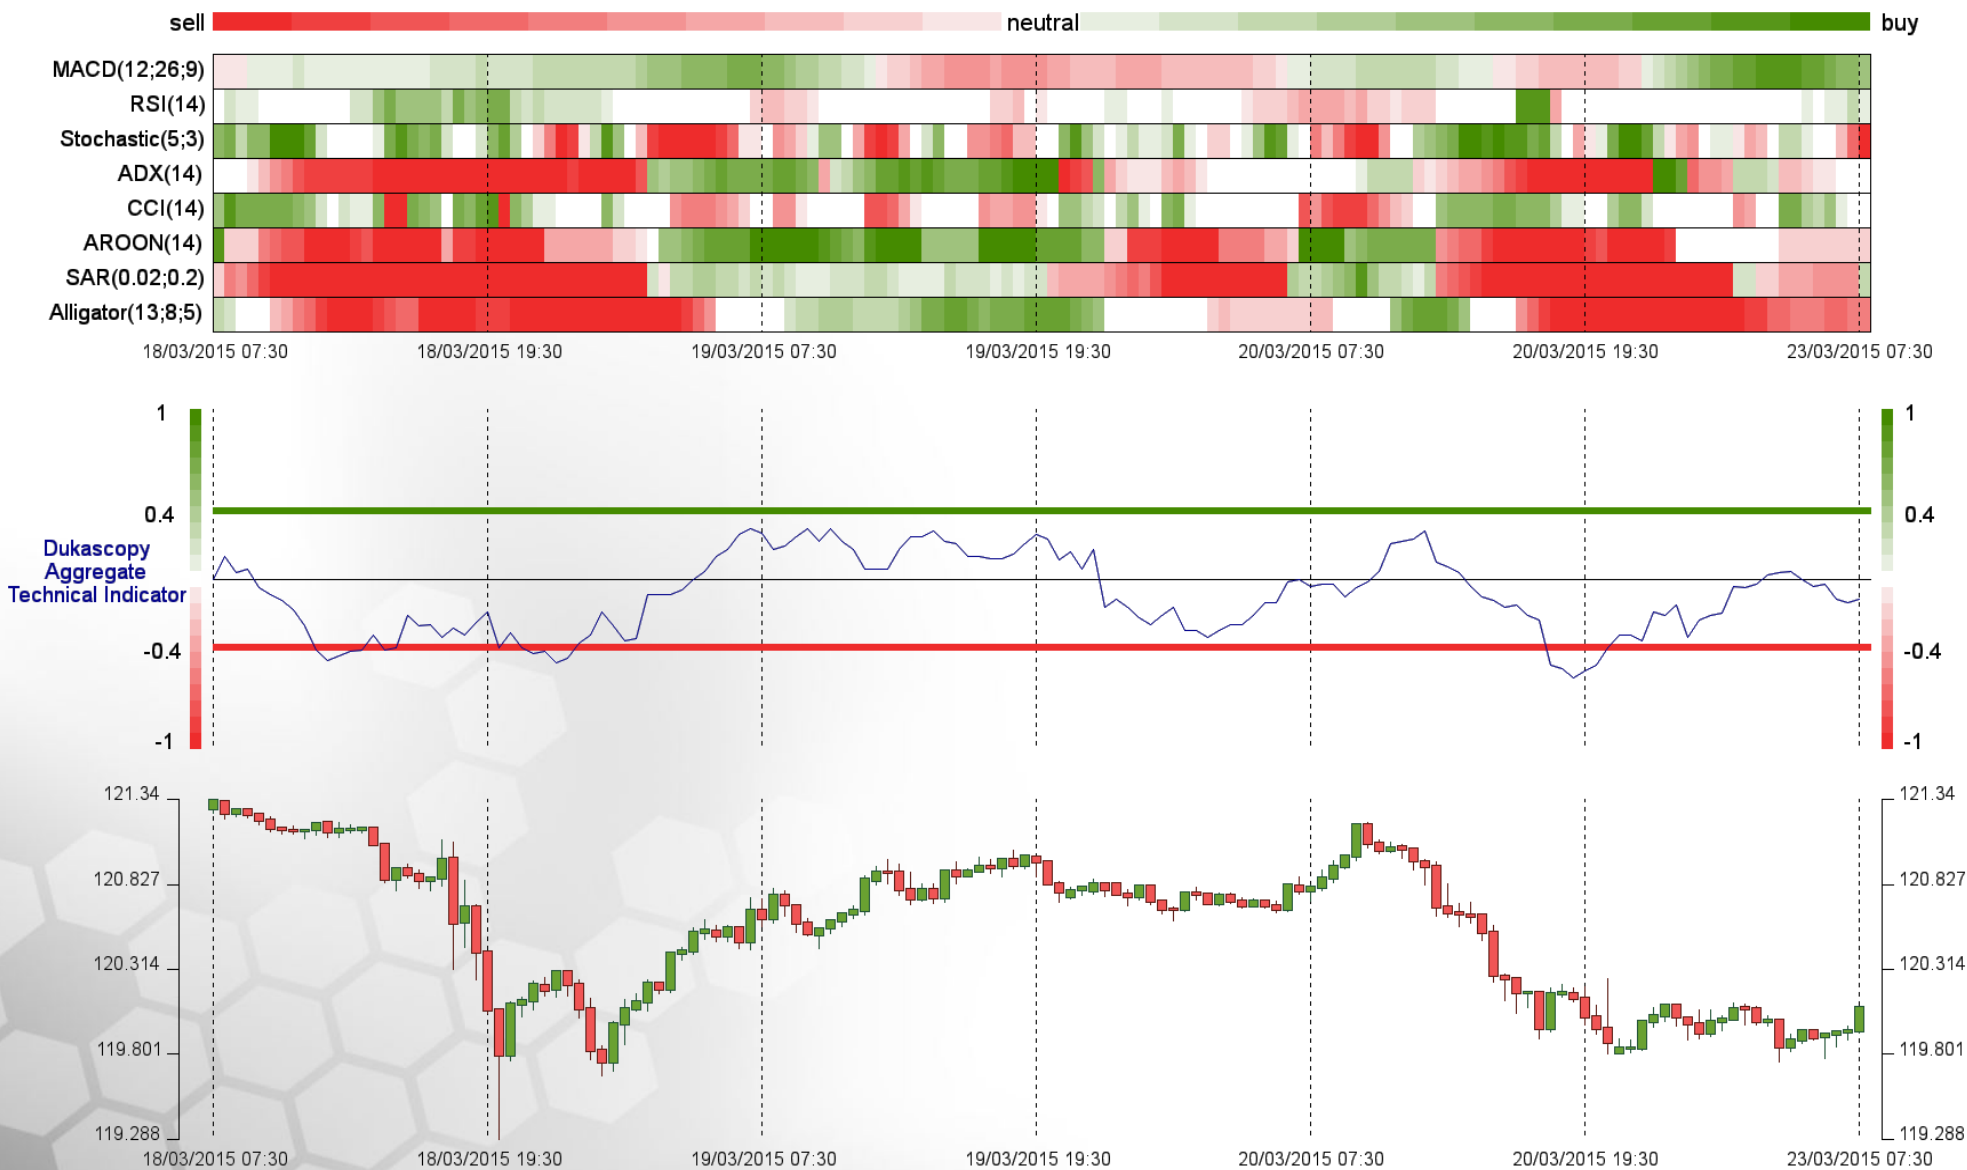 sell neutral buy
MACD(12;26;9)
RSI(14)
Stochastic(5;3)
ADX(14)
CCI(14)
AROON(14)
SAR(0.02;0.2)
Alligator(13;8;5)
18/03/2015 07:30 18/03/2015 19:30 19/03/2015 07:30 19/03/2015 19:30 20/03/2015 07:30 20/03/2015 19:30 23/03/2015 07:30
1 1
0.4 0.4
Dukascopy
Aggregate
Technical Indicator
-0.4 -0.4
-1 -1
121.34 121.34
120.827 120.827
120.314 120.314
119.801 119.801
119.288 119.288
18/03/2015 07:30 18/03/2015 19:30 19/03/2015 07:30 19/03/2015 19:30 20/03/2015 07:30 20/03/2015 19:30 23/03/2015 07:30